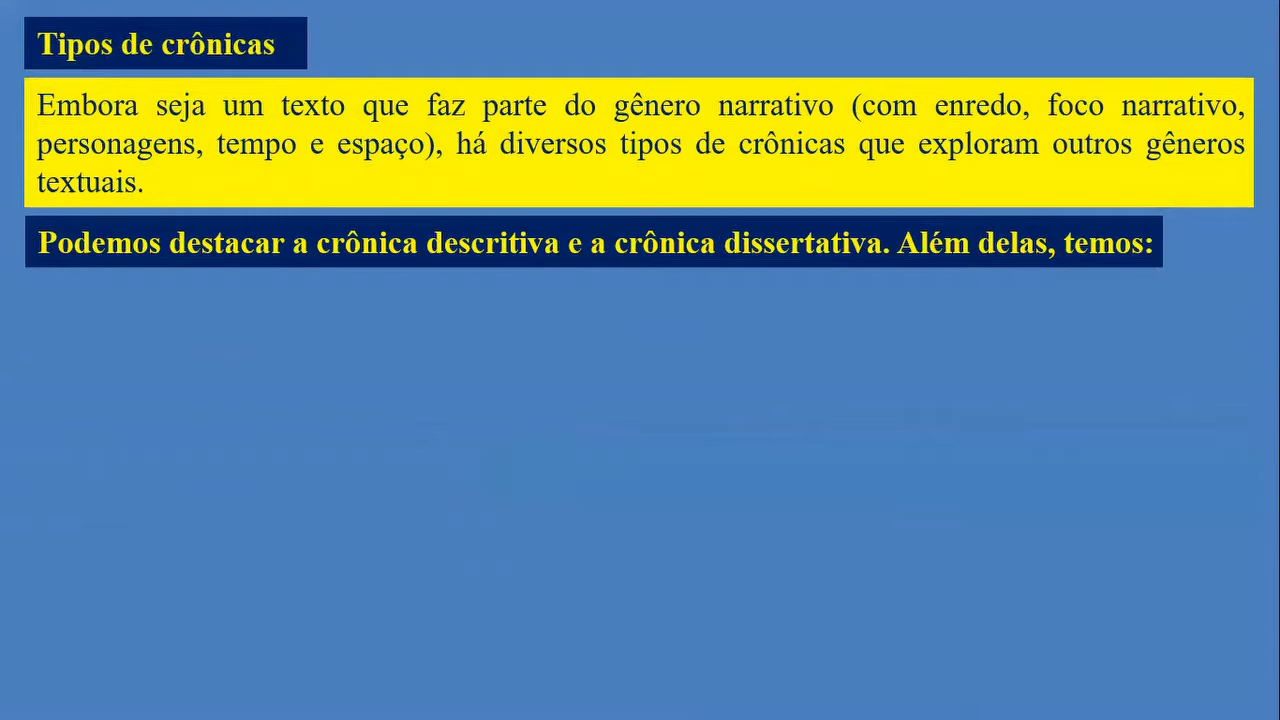 Tipos de crônicas
Embora seja um texto que faz parte do gênero narrativo (com enredo, foco narrativo,
personagens, tempo e espaço), há diversos tipos de crônicas que exploram outros gêneros
textuais.
Podemos destacar a crônica descritiva e a crônica dissertativa. Além delas, temos: